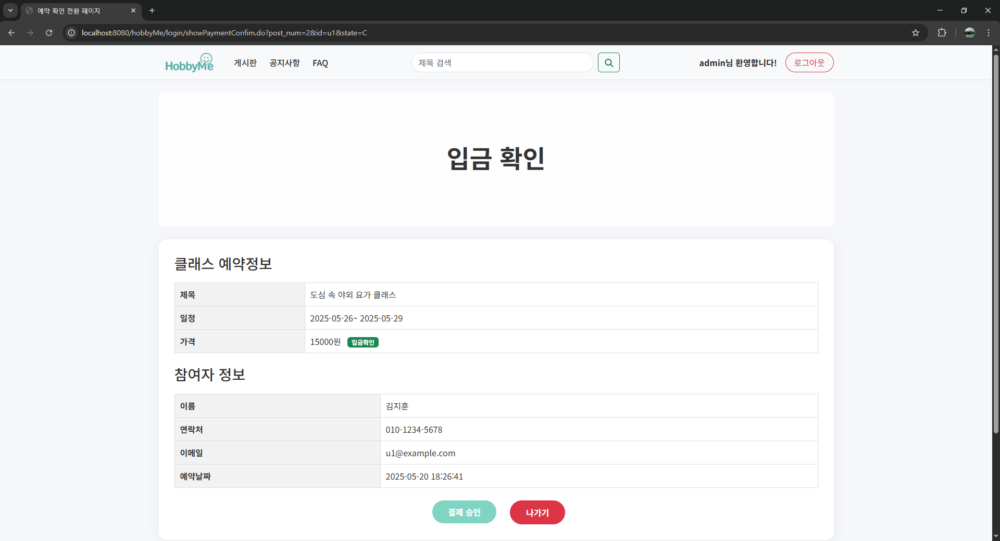 예약 확인 전환 페이지
localhost:8080/hobbyMe/login/showPaymentConfim.do?post_num=2&id=u1&state=C
HobbyMe 게시판 공지사항 FAQ 제목 검색 admin님 환영합니다! 로그아웃
입금 확인
클래스 예약정보
제목 도심 속 야외 요가 클래스
일정 2025-05-26~ 2025-05-29
가격 15000원 입금확인
참여자 정보
이름 김지훈
연락처 010-1234-5678
이메일 u1@example.com
예약날짜 2025-05-20 18:26:41
결제 승인 나가기